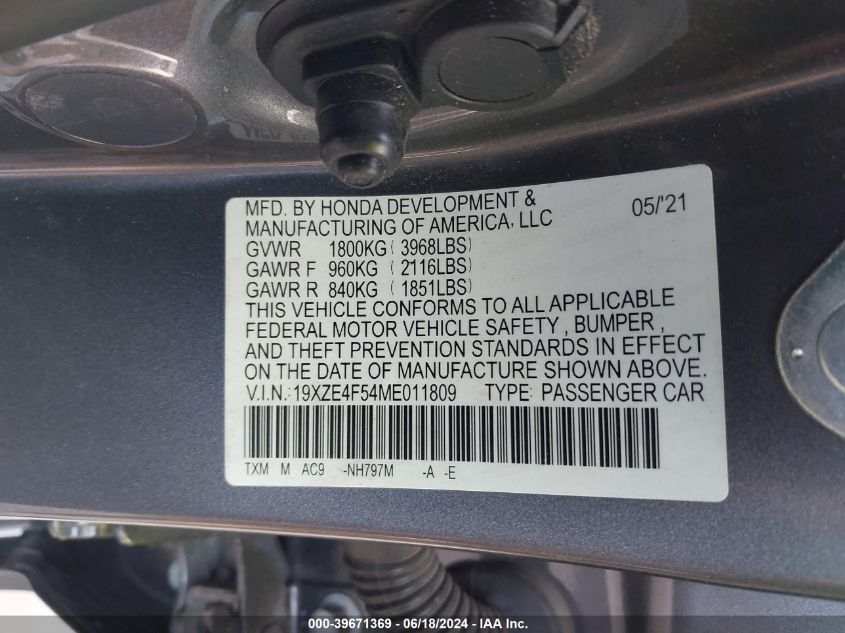 MFD. BY HONDA DEVELOPMENT & 05/'21
MANUFACTURING OF AMERICA, LLC
GVWR 1800KG ( 3968LBS)
GAWR F 960KG ( 2116LBS)
GAWR R 840KG ( 1851LBS)
THIS VEHICLE CONFORMS TO ALL APPLICABLE
FEDERAL MOTOR VEHICLE SAFETY , BUMPER ,
AND THEFT PREVENTION STANDARDS IN EFFECT
ON THE DATE OF MANUFACTURE SHOWN ABOVE.
V.I.N.:19XZE4F54ME011809 TYPE: PASSENGER CAR
TXM M AC9 -NH797M -A -E
000-39671369 - 06/18/2024 - IAA Inc.